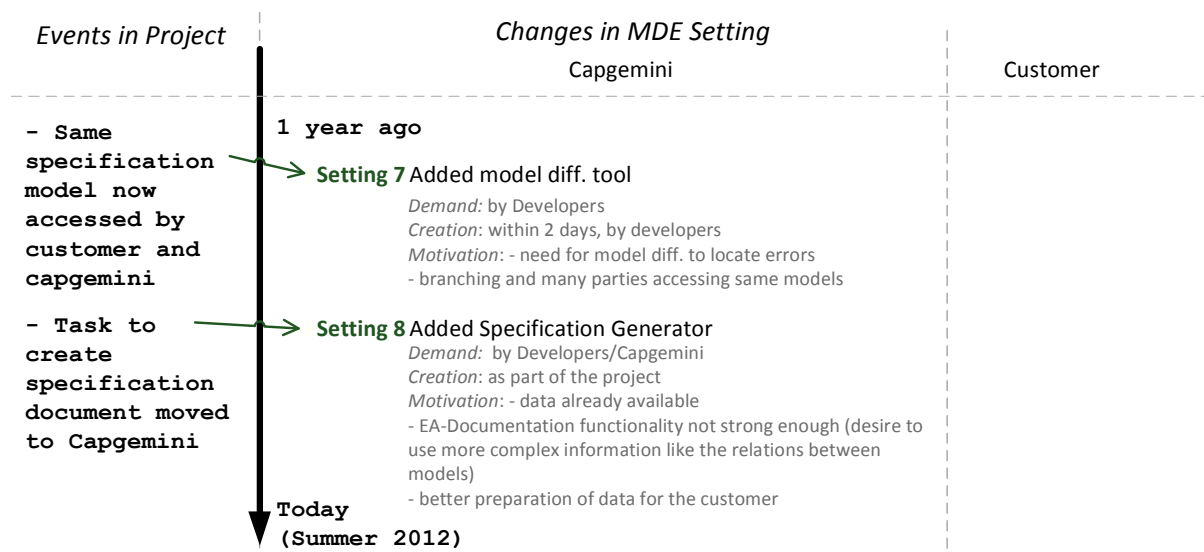 Events in Project
Changes in MDE Setting
Capgemini
Customer
1 year ago
- Same
specification
model now
accessed by
customer and
capgemini
Setting 7 Added model diff. tool
Demand: by Developers
Creation: within 2 days, by developers
Motivation: - need for model diff. to locate errors
- branching and many parties accessing same models
- Task to
create
specification
document moved
to Capgemini
Setting 8 Added Specification Generator
Demand: by Developers/Capgemini
Creation: as part of the project
Motivation: - data already available
- EA-Documentation functionality not strong enough (desire to
use more complex information like the relations between
models)
- better preparation of data for the customer
Today
(Summer 2012)